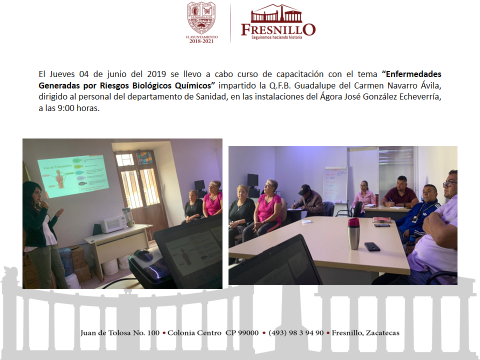 H. AYUNTAMIENTO
2018-2021
FRESNILLO
Seguiremos haciendo historia
El Jueves 04 de junio del 2019 se llevo a cabo curso de capacitación con el tema “Enfermedades
Generadas por Riesgos Biológicos Químicos” impartido la Q.F.B. Guadalupe del Carmen Navarro Ávila,
dirigido al personal del departamento de Sanidad, en las instalaciones del Ágora José González Echeverría,
a las 9:00 horas.
Juan de Tolosa No. 100 • Colonia Centro CP 99000 • (493) 98 3 94 90 • Fresnillo, Zacatecas